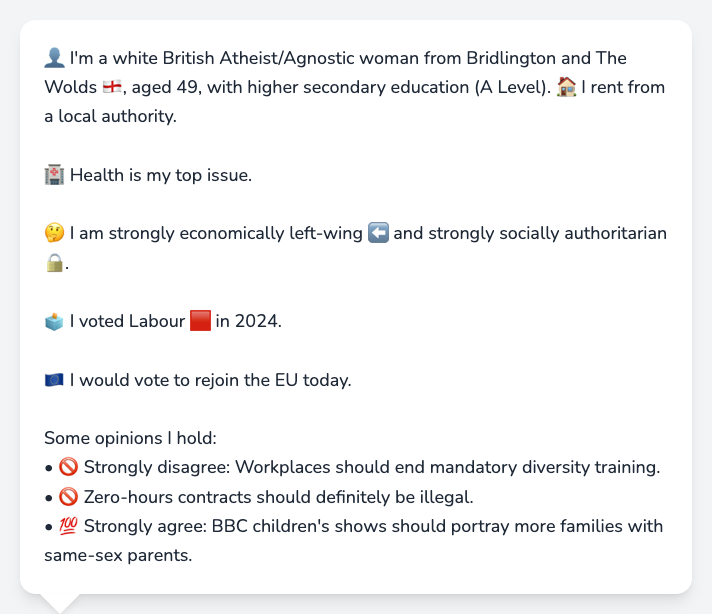 👤 I'm a white British Atheist/Agnostic woman from Bridlington and The
Wolds 🏴󠁧󠁢󠁥󠁮󠁧󠁿, aged 49, with higher secondary education (A Level). 🏠 I rent from
a local authority.
🏥 Health is my top issue.
🤔 I am strongly economically left-wing ⬅️ and strongly socially authoritarian
🔒.
🗳️ I voted Labour 🟥 in 2024.
🇪🇺 I would vote to rejoin the EU today.
Some opinions I hold:
• 🚫 Strongly disagree: Workplaces should end mandatory diversity training.
• 🚫 Zero-hours contracts should definitely be illegal.
• 💯 Strongly agree: BBC children's shows should portray more families with
same-sex parents.